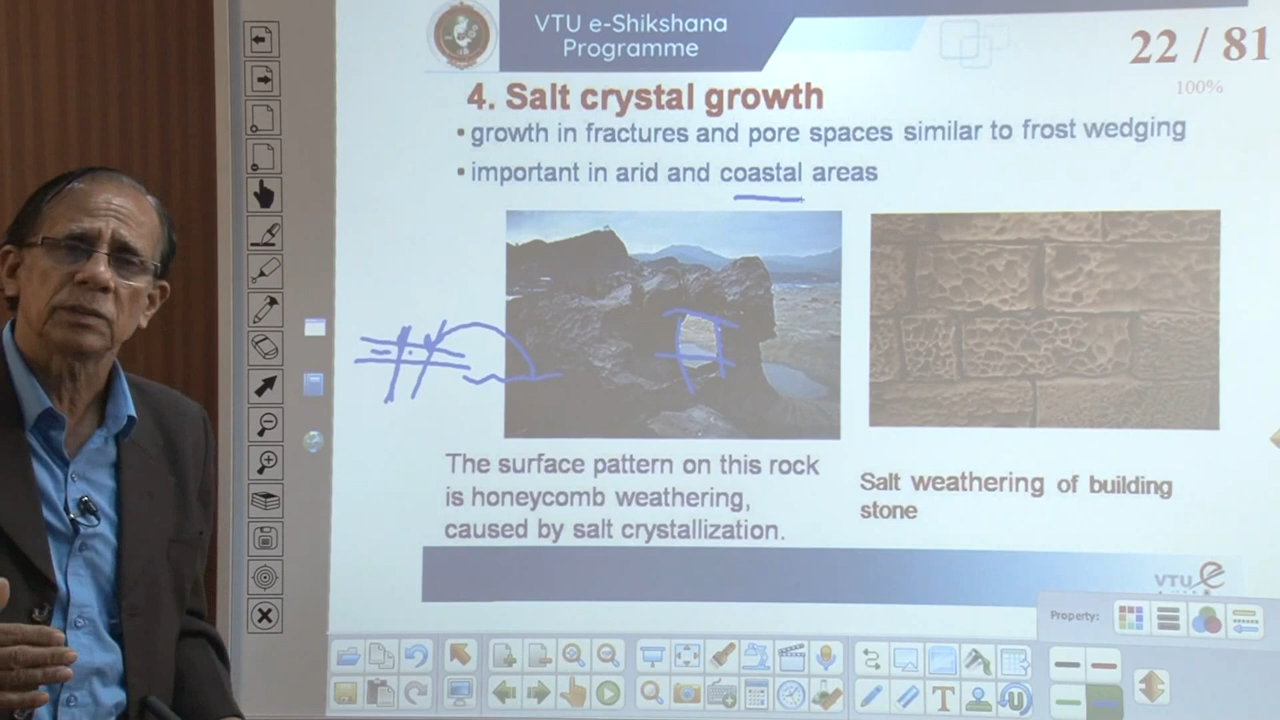 VTU e-Shikshana
Programme
22 / 81
100%
4. Salt crystal growth
• growth in fractures and pore spaces similar to frost wedging
• important in arid and coastal areas
The surface pattern on this rock
is honeycomb weathering,
caused by salt crystallization.
Salt weathering of building
stone
VTU e
Property:
T